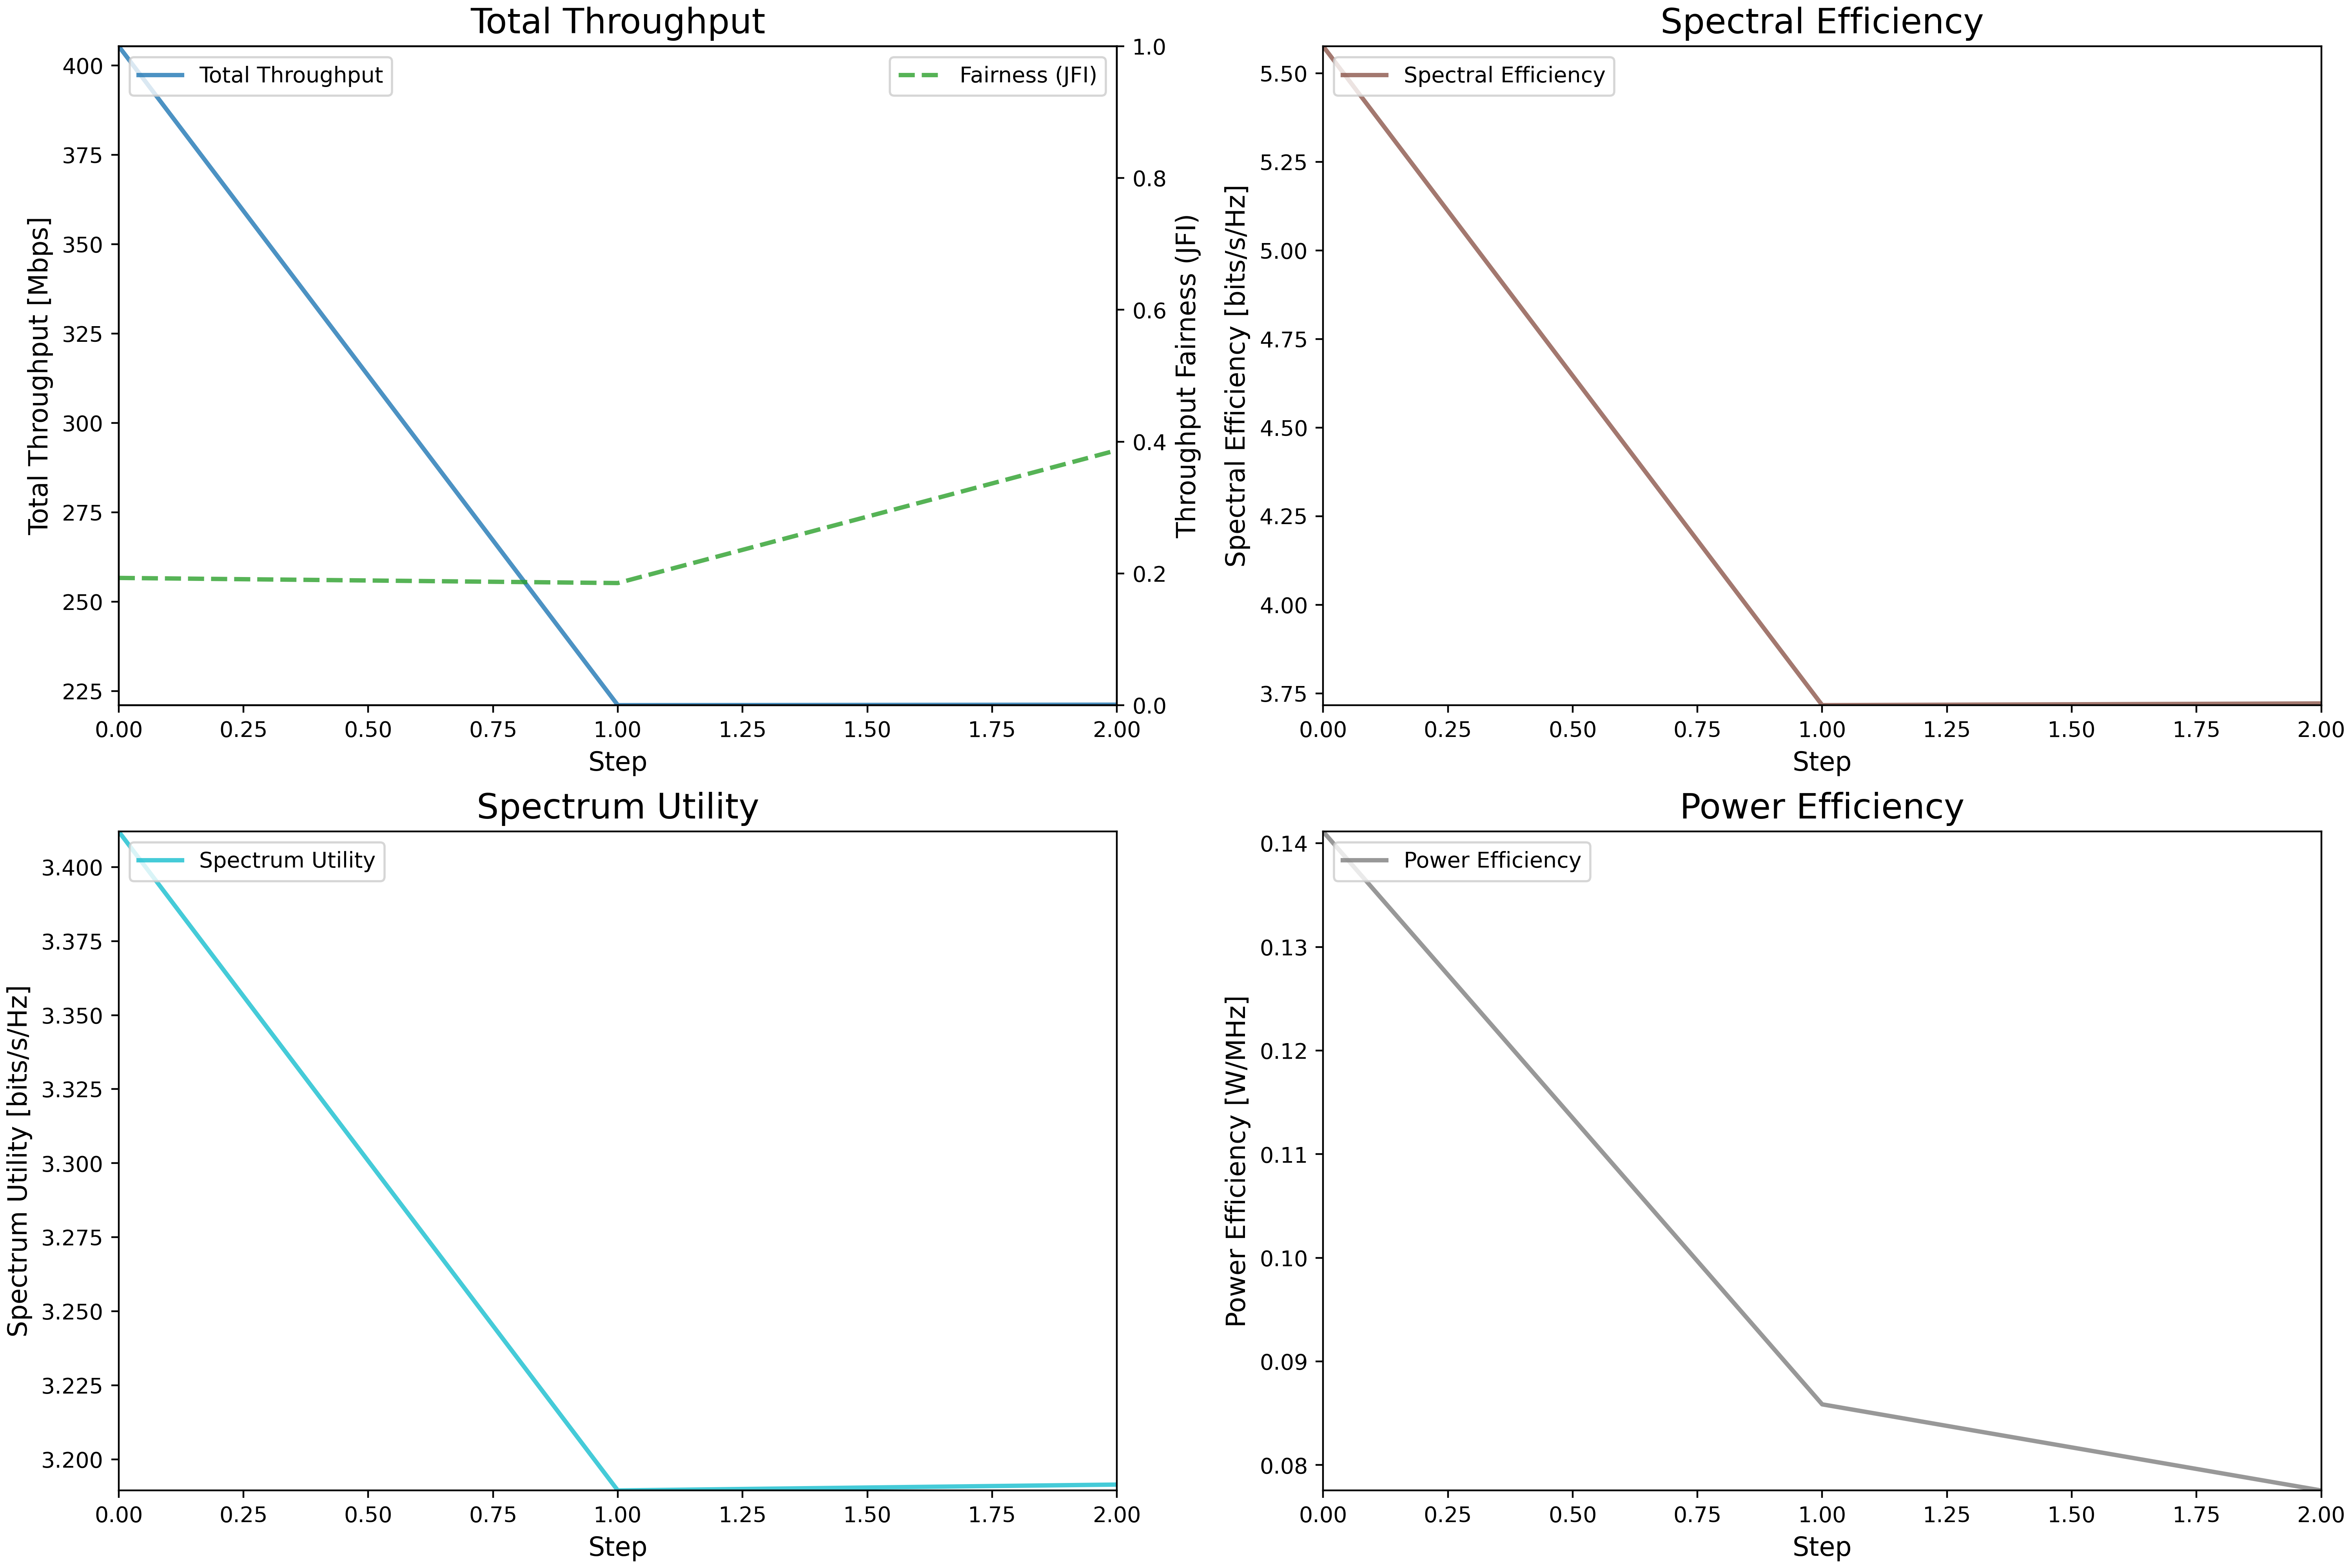 Total Throughput
Total Throughput
Fairness (JFI)
Total Throughput [Mbps]
400
375
350
325
300
275
250
225
1.0
0.8
0.6
0.4
0.2
0.0
Throughput Fairness (JFI)
0.00 0.25 0.50 0.75 1.00 1.25 1.50 1.75 2.00
Step
Spectral Efficiency
Spectral Efficiency
Spectral Efficiency [bits/s/Hz]
5.50
5.25
5.00
4.75
4.50
4.25
4.00
3.75
0.00 0.25 0.50 0.75 1.00 1.25 1.50 1.75 2.00
Step
Spectrum Utility
Spectrum Utility
Spectrum Utility [bits/s/Hz]
3.400
3.375
3.350
3.325
3.300
3.275
3.250
3.225
3.200
0.00 0.25 0.50 0.75 1.00 1.25 1.50 1.75 2.00
Step
Power Efficiency
Power Efficiency
Power Efficiency [W/MHz]
0.14
0.13
0.12
0.11
0.10
0.09
0.08
0.00 0.25 0.50 0.75 1.00 1.25 1.50 1.75 2.00
Step